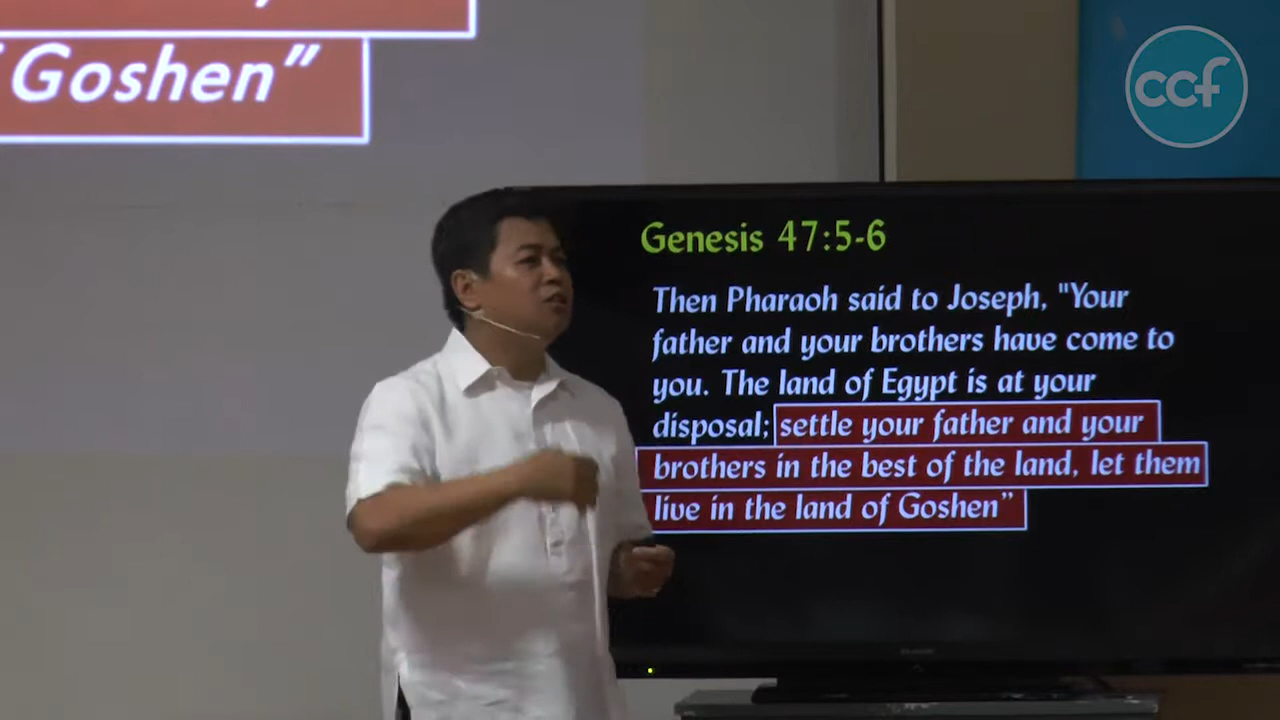 Goshen”
ccf
Genesis 47:5-6
Then Pharaoh said to Joseph, "Your
father and your brothers have come to
you. The land of Egypt is at your
disposal; settle your father and your
brothers in the best of the land, let them
live in the land of Goshen”